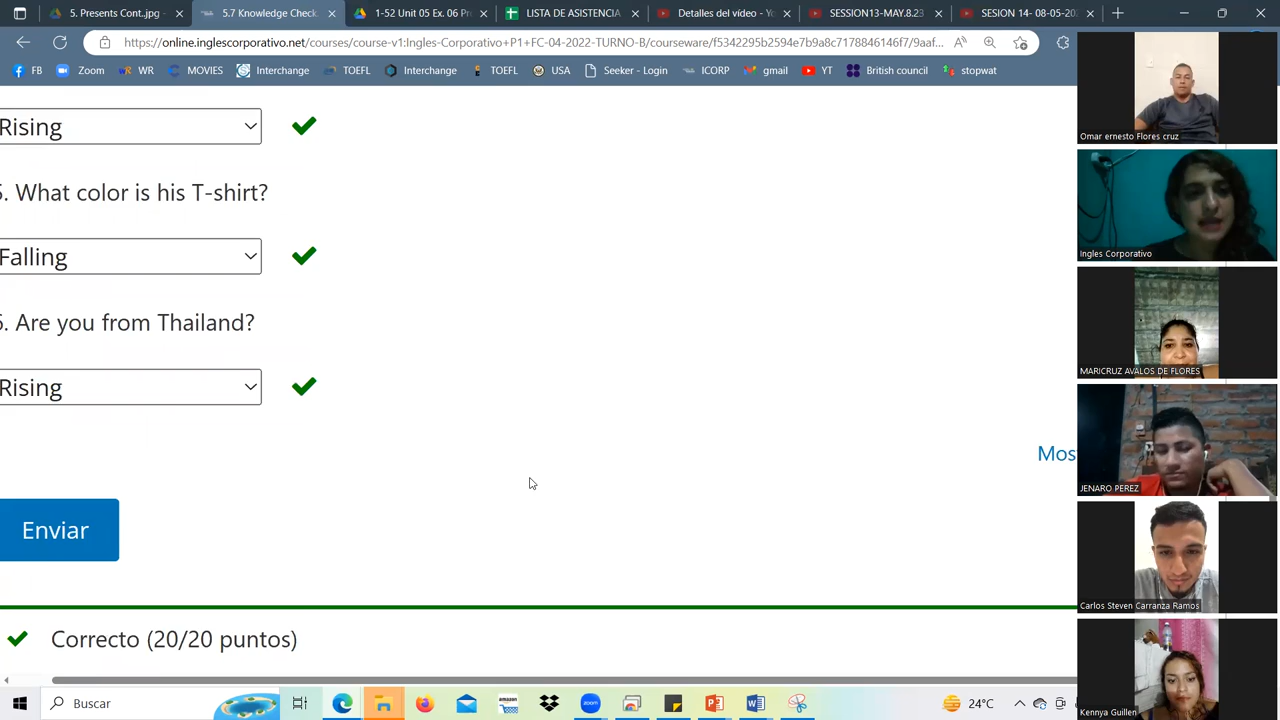 5. Presents Cont..jpg -
5.7 Knowledge Check.
1-52 Unit 05 Ex. 06 Pr
LISTA DE ASISTENCIA
Detalles del vídeo - Yo
SESSION13-MAY.8.23
SESION 14- 08-05-20
https://online.inglescorporativo.net/courses/course-v1:Ingles-Corporativo+P1+FC-04-2022-TURNO-B/courseware/f5342295b2594e7b9a8c7178846146f7/9aaf...
FB
Zoom
WR
MOVIES
Interchange
TOEFL
Interchange
TOEFL
USA
Seeker - Login
ICORP
gmail
YT
British council
stopwat
Rising
5. What color is his T-shirt?
Falling
6. Are you from Thailand?
Rising
Mos
Enviar
Correcto (20/20 puntos)
Omar ernesto Flores cruz
Ingles Corporativo
MARICRUZ AVALOS DE FLORES
JENARO PEREZ
Carlos Steven Carranza Ramos
Kennya Guillen
Buscar
24°C